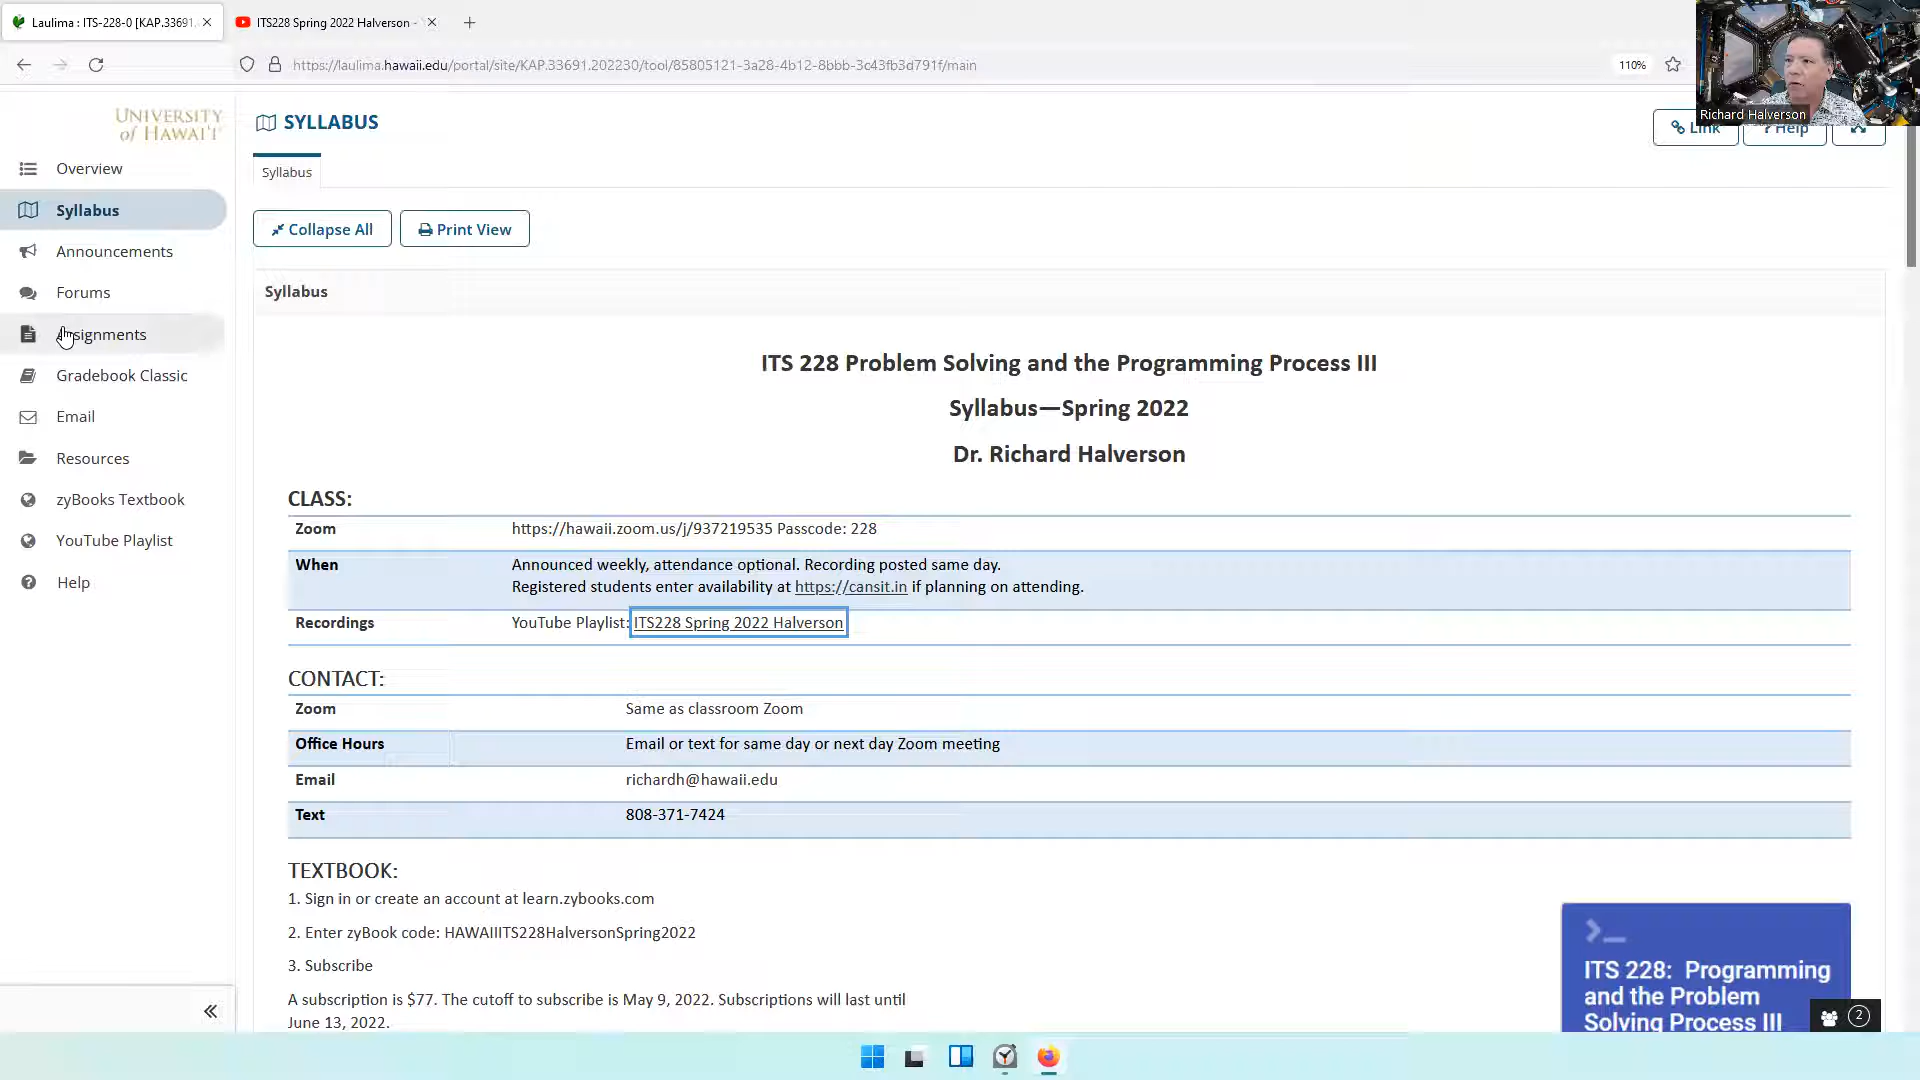 Laulima : ITS-228-0 [KAP.33691.
ITS228 Spring 2022 Halverson -
https://laulima.hawaii.edu/portal/site/KAP.33691.202230/tool/85805121-3a28-4b12-8bbb-3c43fb3d791f/main
110%
Richard Halverson
UNIVERSITY
of HAWAI'I
SYLLABUS
Link
? Help
Overview
Syllabus
Announcements
Forums
Assignments
Gradebook Classic
Email
Resources
zyBooks Textbook
YouTube Playlist
Help
Syllabus
Collapse All
Print View
Syllabus
ITS 228 Problem Solving and the Programming Process III
Syllabus—Spring 2022
Dr. Richard Halverson
CLASS:
Zoom https://hawaii.zoom.us/j/937219535 Passcode: 228
When Announced weekly, attendance optional. Recording posted same day.
Registered students enter availability at https://cansit.in if planning on attending.
Recordings YouTube Playlist: ITS228 Spring 2022 Halverson
CONTACT:
Zoom Same as classroom Zoom
Office Hours Email or text for same day or next day Zoom meeting
Email richardh@hawaii.edu
Text 808-371-7424
TEXTBOOK:
1. Sign in or create an account at learn.zybooks.com
2. Enter zyBook code: HAWAIIITS228HalversonSpring2022
3. Subscribe
A subscription is $77. The cutoff to subscribe is May 9, 2022. Subscriptions will last until
June 13, 2022.
ITS 228: Programming
and the Problem
Solving Process III
2